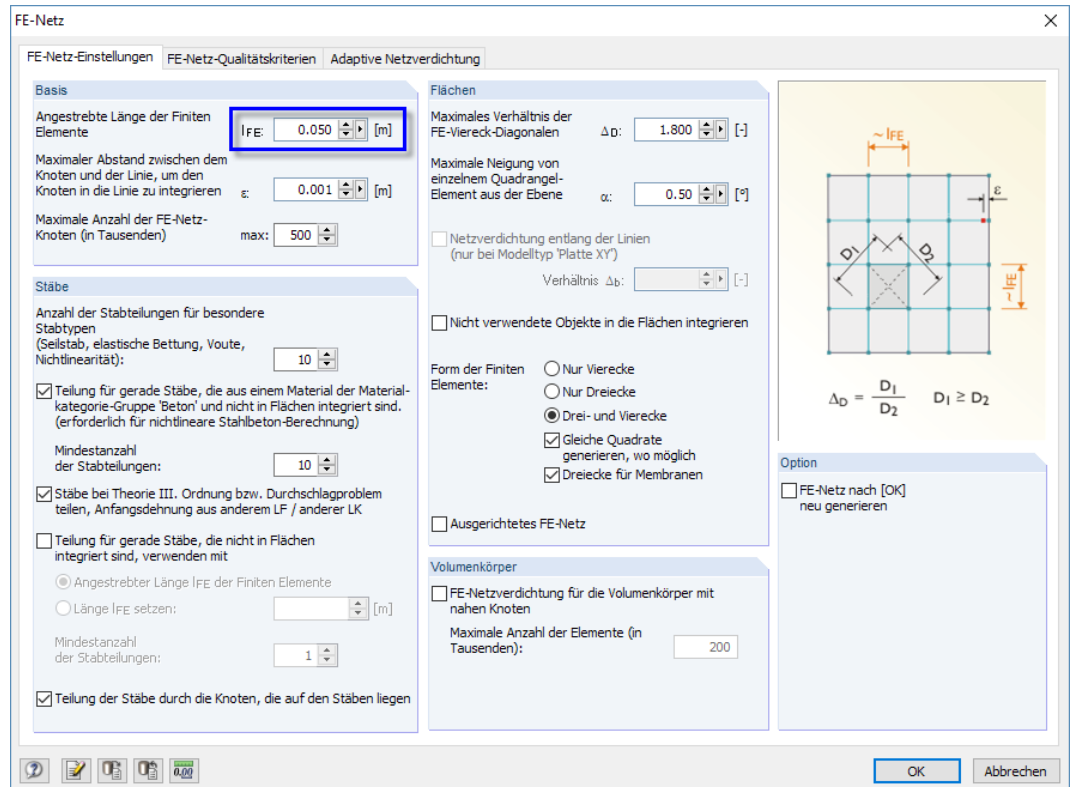 FE-Netz
FE-Netz-Einstellungen FE-Netz-Qualitätskriterien Adaptive Netzverdichtung
Basis
Angestrebte Länge der Finiten
Elemente
lFE: 0.050 [m]
Maximaler Abstand zwischen dem
Knoten und der Linie, um den
Knoten in die Linie zu integrieren
ε: 0.001 [m]
Maximale Anzahl der FE-Netz-
Knoten (in Tausenden)
max: 500
Stäbe
Anzahl der Stabteilungen für besondere
Stabtypen
(Seilstab, elastische Bettung, Voute,
Nichtlinearität):
10
Teilung für gerade Stäbe, die aus einem Material der Material-
kategorie-Gruppe 'Beton' und nicht in Flächen integriert sind.
(erforderlich für nichtlineare Stahlbeton-Berechnung)
Mindestanzahl
der Stabteilungen:
10
Stäbe bei Theorie III. Ordnung bzw. Durchschlagproblem
teilen, Anfangsdehnung aus anderem LF / anderer LK
Teilung für gerade Stäbe, die nicht in Flächen
integriert sind, verwenden mit
Angestrebter Länge lFE der Finiten Elemente
Länge lFE setzen: [m]
Mindestanzahl
der Stabteilungen:
1
Teilung der Stäbe durch die Knoten, die auf den Stäben liegen
Flächen
Maximales Verhältnis der
FE-Viereck-Diagonalen
ΔD: 1.800 [-]
Maximale Neigung von
einzelnem Quadrangel-
Element aus der Ebene
α: 0.50 [°]
Netzverdichtung entlang der Linien
(nur bei Modelltyp 'Platte XY')
Verhältnis Δb: [-]
Nicht verwendete Objekte in die Flächen integrieren
Form der Finiten
Elemente:
Nur Vierecke
Nur Dreiecke
Drei- und Vierecke
Gleiche Quadrate
generieren, wo möglich
Dreiecke für Membranen
Ausgerichtetes FE-Netz
Volumenkörper
FE-Netzverdichtung für die Volumenkörper mit
nahen Knoten
Maximale Anzahl der Elemente (in
Tausenden):
200
~ lFE
ε
D1
D2
~ lFE
ΔD = D1 / D2 D1 ≥ D2
Option
FE-Netz nach [OK]
neu generieren
0.00
OK Abbrechen